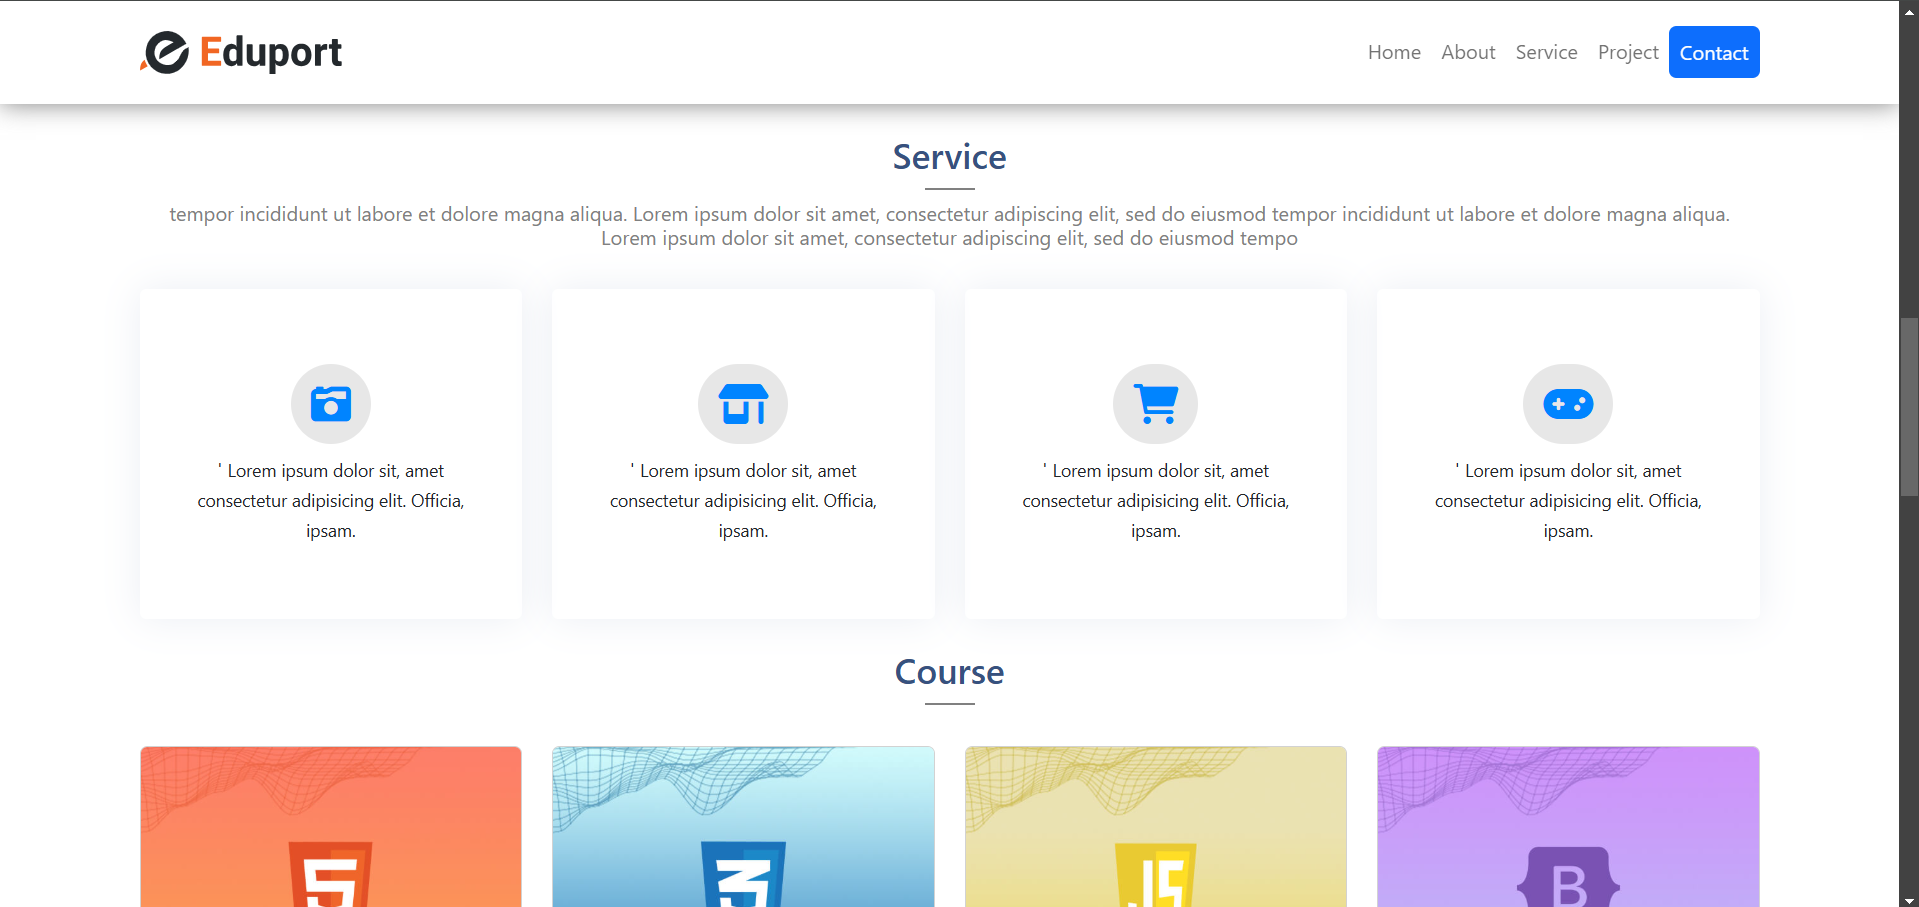 Eduport
Home About Service Project Contact
Service
tempor incididunt ut labore et dolore magna aliqua. Lorem ipsum dolor sit amet, consectetur adipiscing elit, sed do eiusmod tempor incididunt ut labore et dolore magna aliqua.
Lorem ipsum dolor sit amet, consectetur adipiscing elit, sed do eiusmod tempo
' Lorem ipsum dolor sit, amet
consectetur adipisicing elit. Officia,
ipsam.
' Lorem ipsum dolor sit, amet
consectetur adipisicing elit. Officia,
ipsam.
' Lorem ipsum dolor sit, amet
consectetur adipisicing elit. Officia,
ipsam.
' Lorem ipsum dolor sit, amet
consectetur adipisicing elit. Officia,
ipsam.
Course
5
3
JS
B